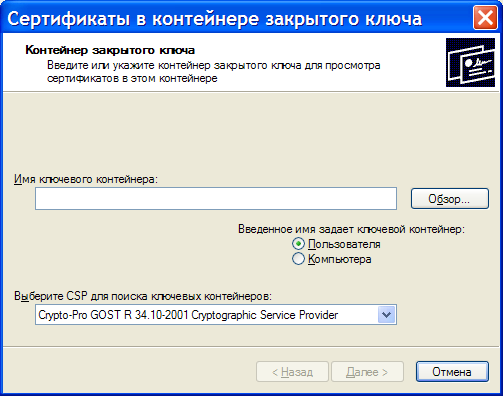 Сертификаты в контейнере закрытого ключа
Контейнер закрытого ключа
Введите или укажите контейнер закрытого ключа для просмотра
сертификатов в этом контейнере
Имя ключевого контейнера:
Обзор...
Введенное имя задает ключевой контейнер:
Пользователя
Компьютера
Выберите CSP для поиска ключевых контейнеров:
Crypto-Pro GOST R 34.10-2001 Cryptographic Service Provider
< Назад
Далее >
Отмена